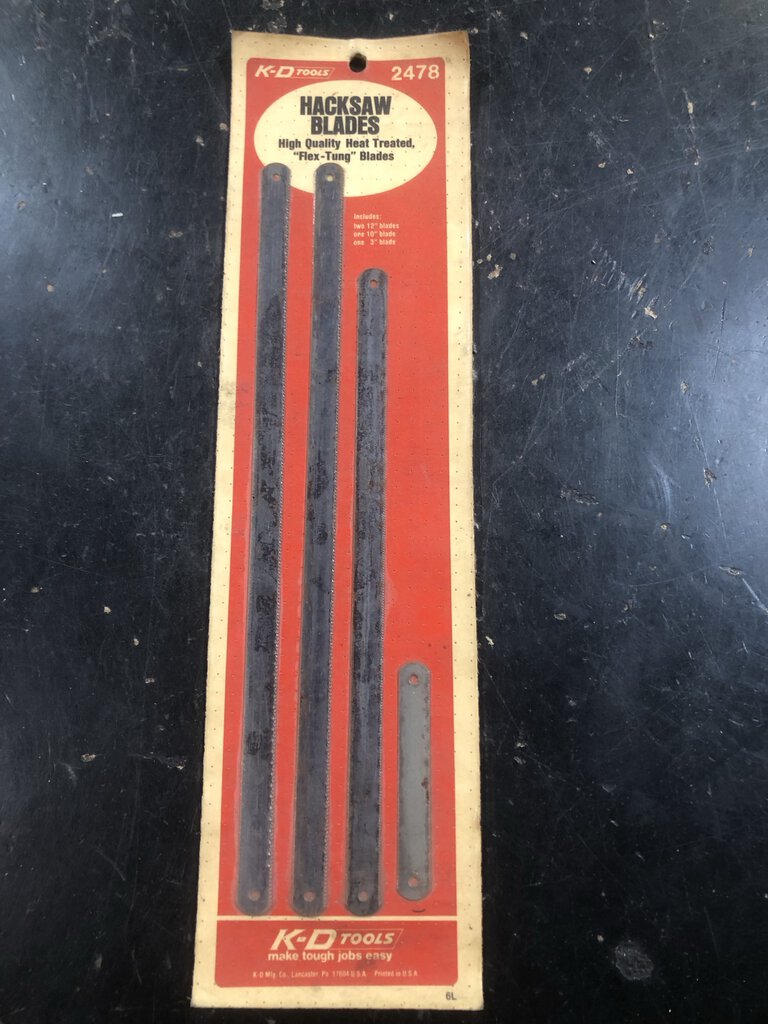 K-D TOOLS 2478
HACKSAW
BLADES
High Quality Heat Treated,
"Flex-Tung" Blades
Includes:
two 12" blades
one 10" blade
one 3" blade
K-D TOOLS
make tough jobs easy
K-D Mfg. Co., Lancaster, Pa. 17604 U.S.A. Printed in U.S.A.
6L